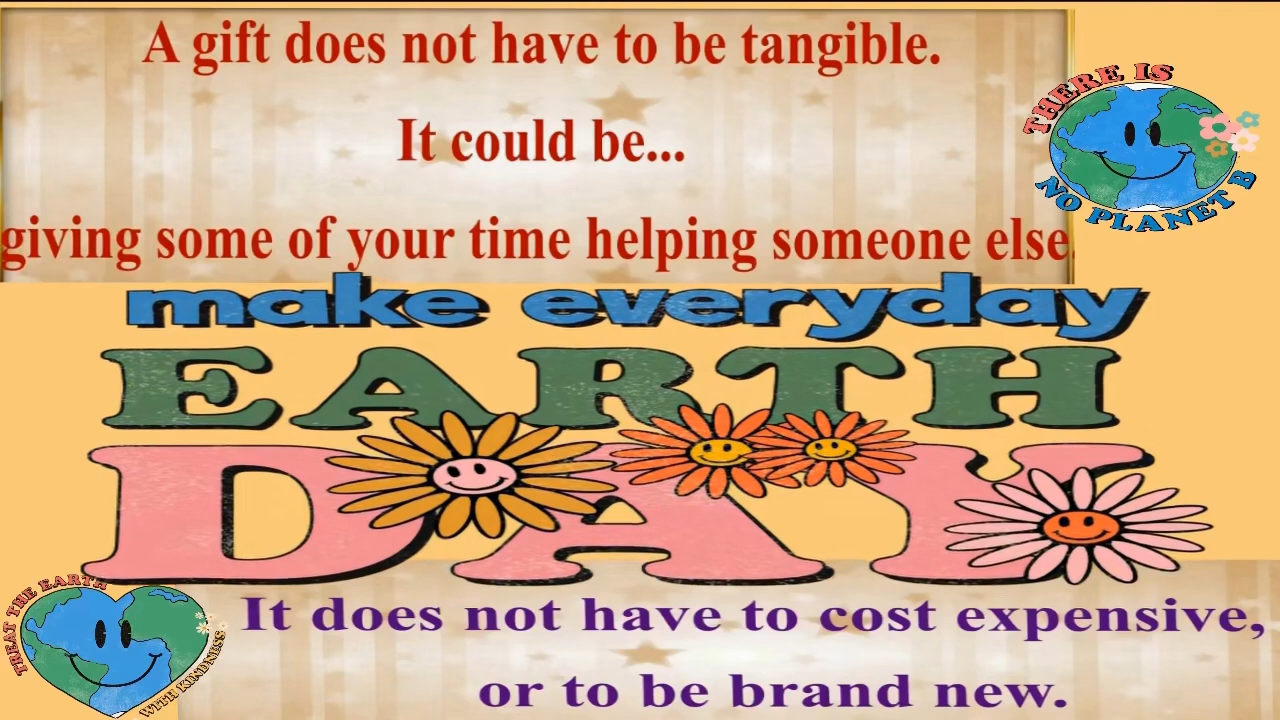 A gift does not have to be tangible.
It could be...
giving some of your time helping someone else.
THERE IS
NO PLANET B
make everyday
EARTH
DAY
TREAT THE EARTH
WITH KINDNESS
It does not have to cost expensive,
or to be brand new.